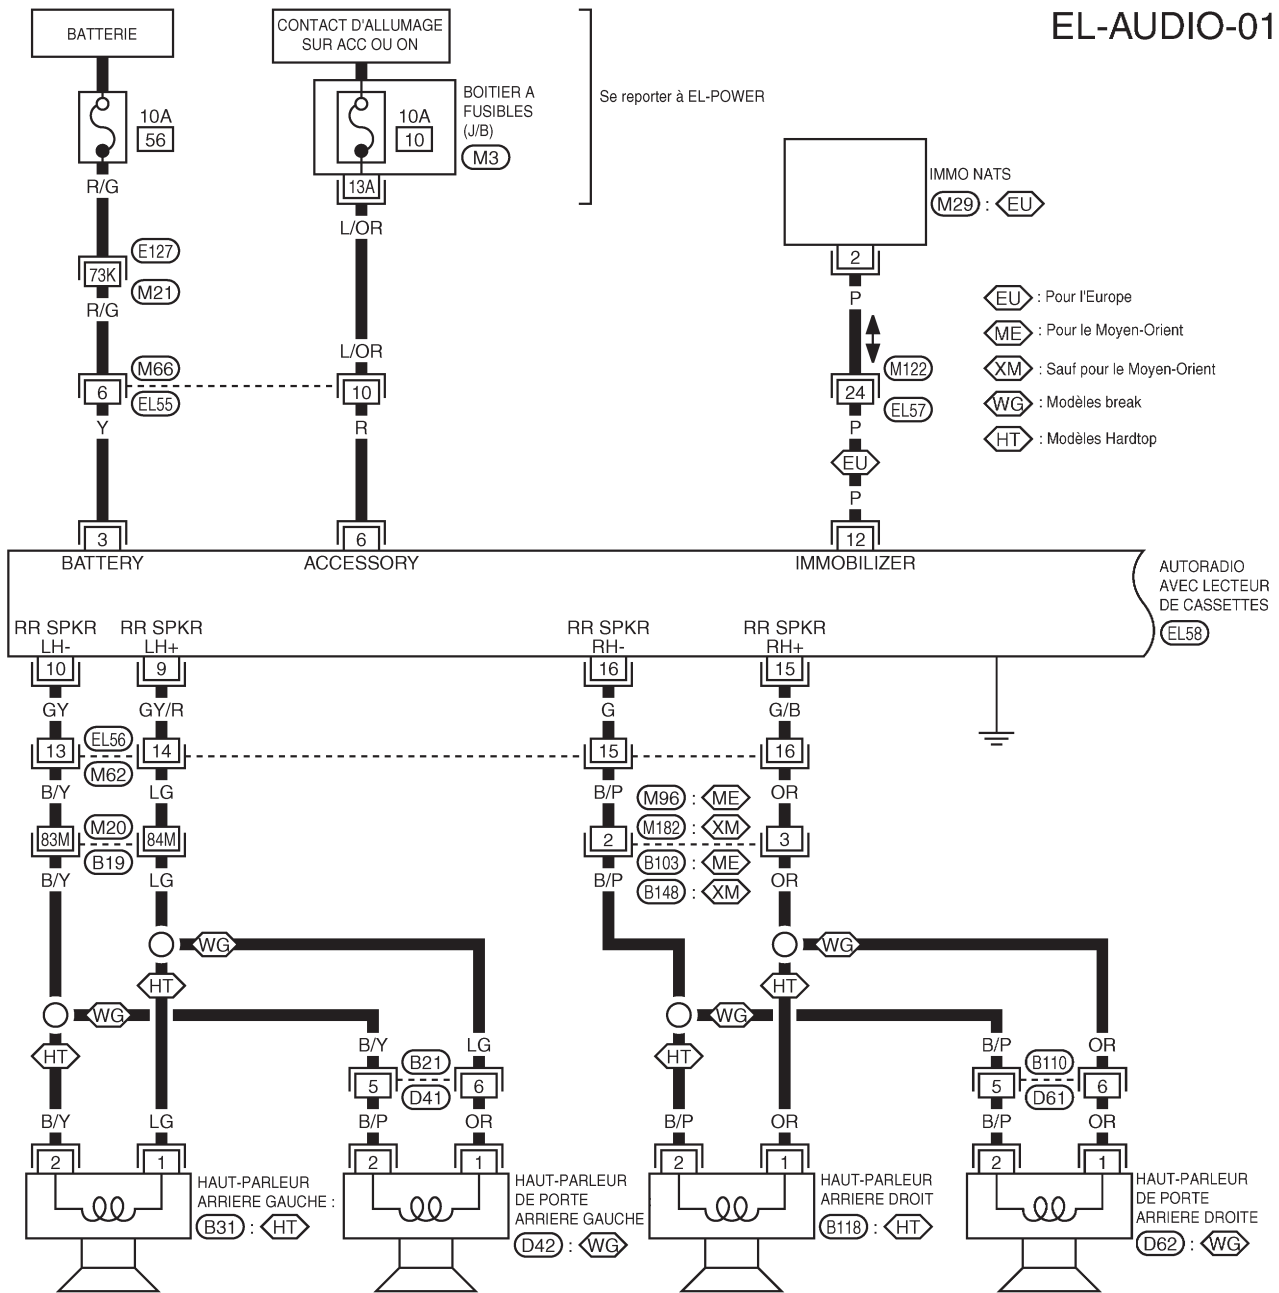 EL-AUDIO-01
BATTERIE
CONTACT D'ALLUMAGE
SUR ACC OU ON
10A
56
10A
10
BOITIER A
FUSIBLES
(J/B)
M3
Se reporter à EL-POWER
13A
R/G
L/OR
IMMO NATS
M29 : EU
2
P
E127
73K
M21
R/G
L/OR
EU : Pour l'Europe
ME : Pour le Moyen-Orient
XM : Sauf pour le Moyen-Orient
WG : Modèles break
HT : Modèles Hardtop
M66
6
EL55
10
M122
24
EL57
Y
R
P
EU
P
3
6
12
BATTERY
ACCESSORY
IMMOBILIZER
AUTORADIO
AVEC LECTEUR
DE CASSETTES
EL58
RR SPKR
LH-
RR SPKR
LH+
RR SPKR
RH-
RR SPKR
RH+
10
9
16
15
GY
GY/R
G
G/B
13
EL56
M62
14
15
16
B/Y
LG
B/P
OR
M96 : ME
M182 : XM
83M
M20
B19
84M
2
3
B103 : ME
B148 : XM
B/Y
LG
B/P
OR
WG
WG
HT
HT
WG
WG
HT
HT
B/Y
LG
B/P
OR
5
B21
D41
6
5
B110
D61
6
B/Y
LG
B/P
OR
B/P
OR
B/P
OR
2
1
2
1
2
1
2
1
HAUT-PARLEUR
ARRIERE GAUCHE :
B31 : HT
HAUT-PARLEUR
DE PORTE
ARRIERE GAUCHE
D42 : WG
HAUT-PARLEUR
ARRIERE DROIT
B118 : HT
HAUT-PARLEUR
DE PORTE
ARRIERE DROITE
D62 : WG